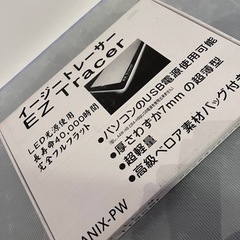 イージートレーサー
EZ Tracer
LED光源使用
長寿命40,000時間
完全フルフラット
●パソコンのUSB電源使用可能
●厚さわずか7mmの超薄型
●超軽量
●高級ベロア素材バッグ付き
ANIX-PW